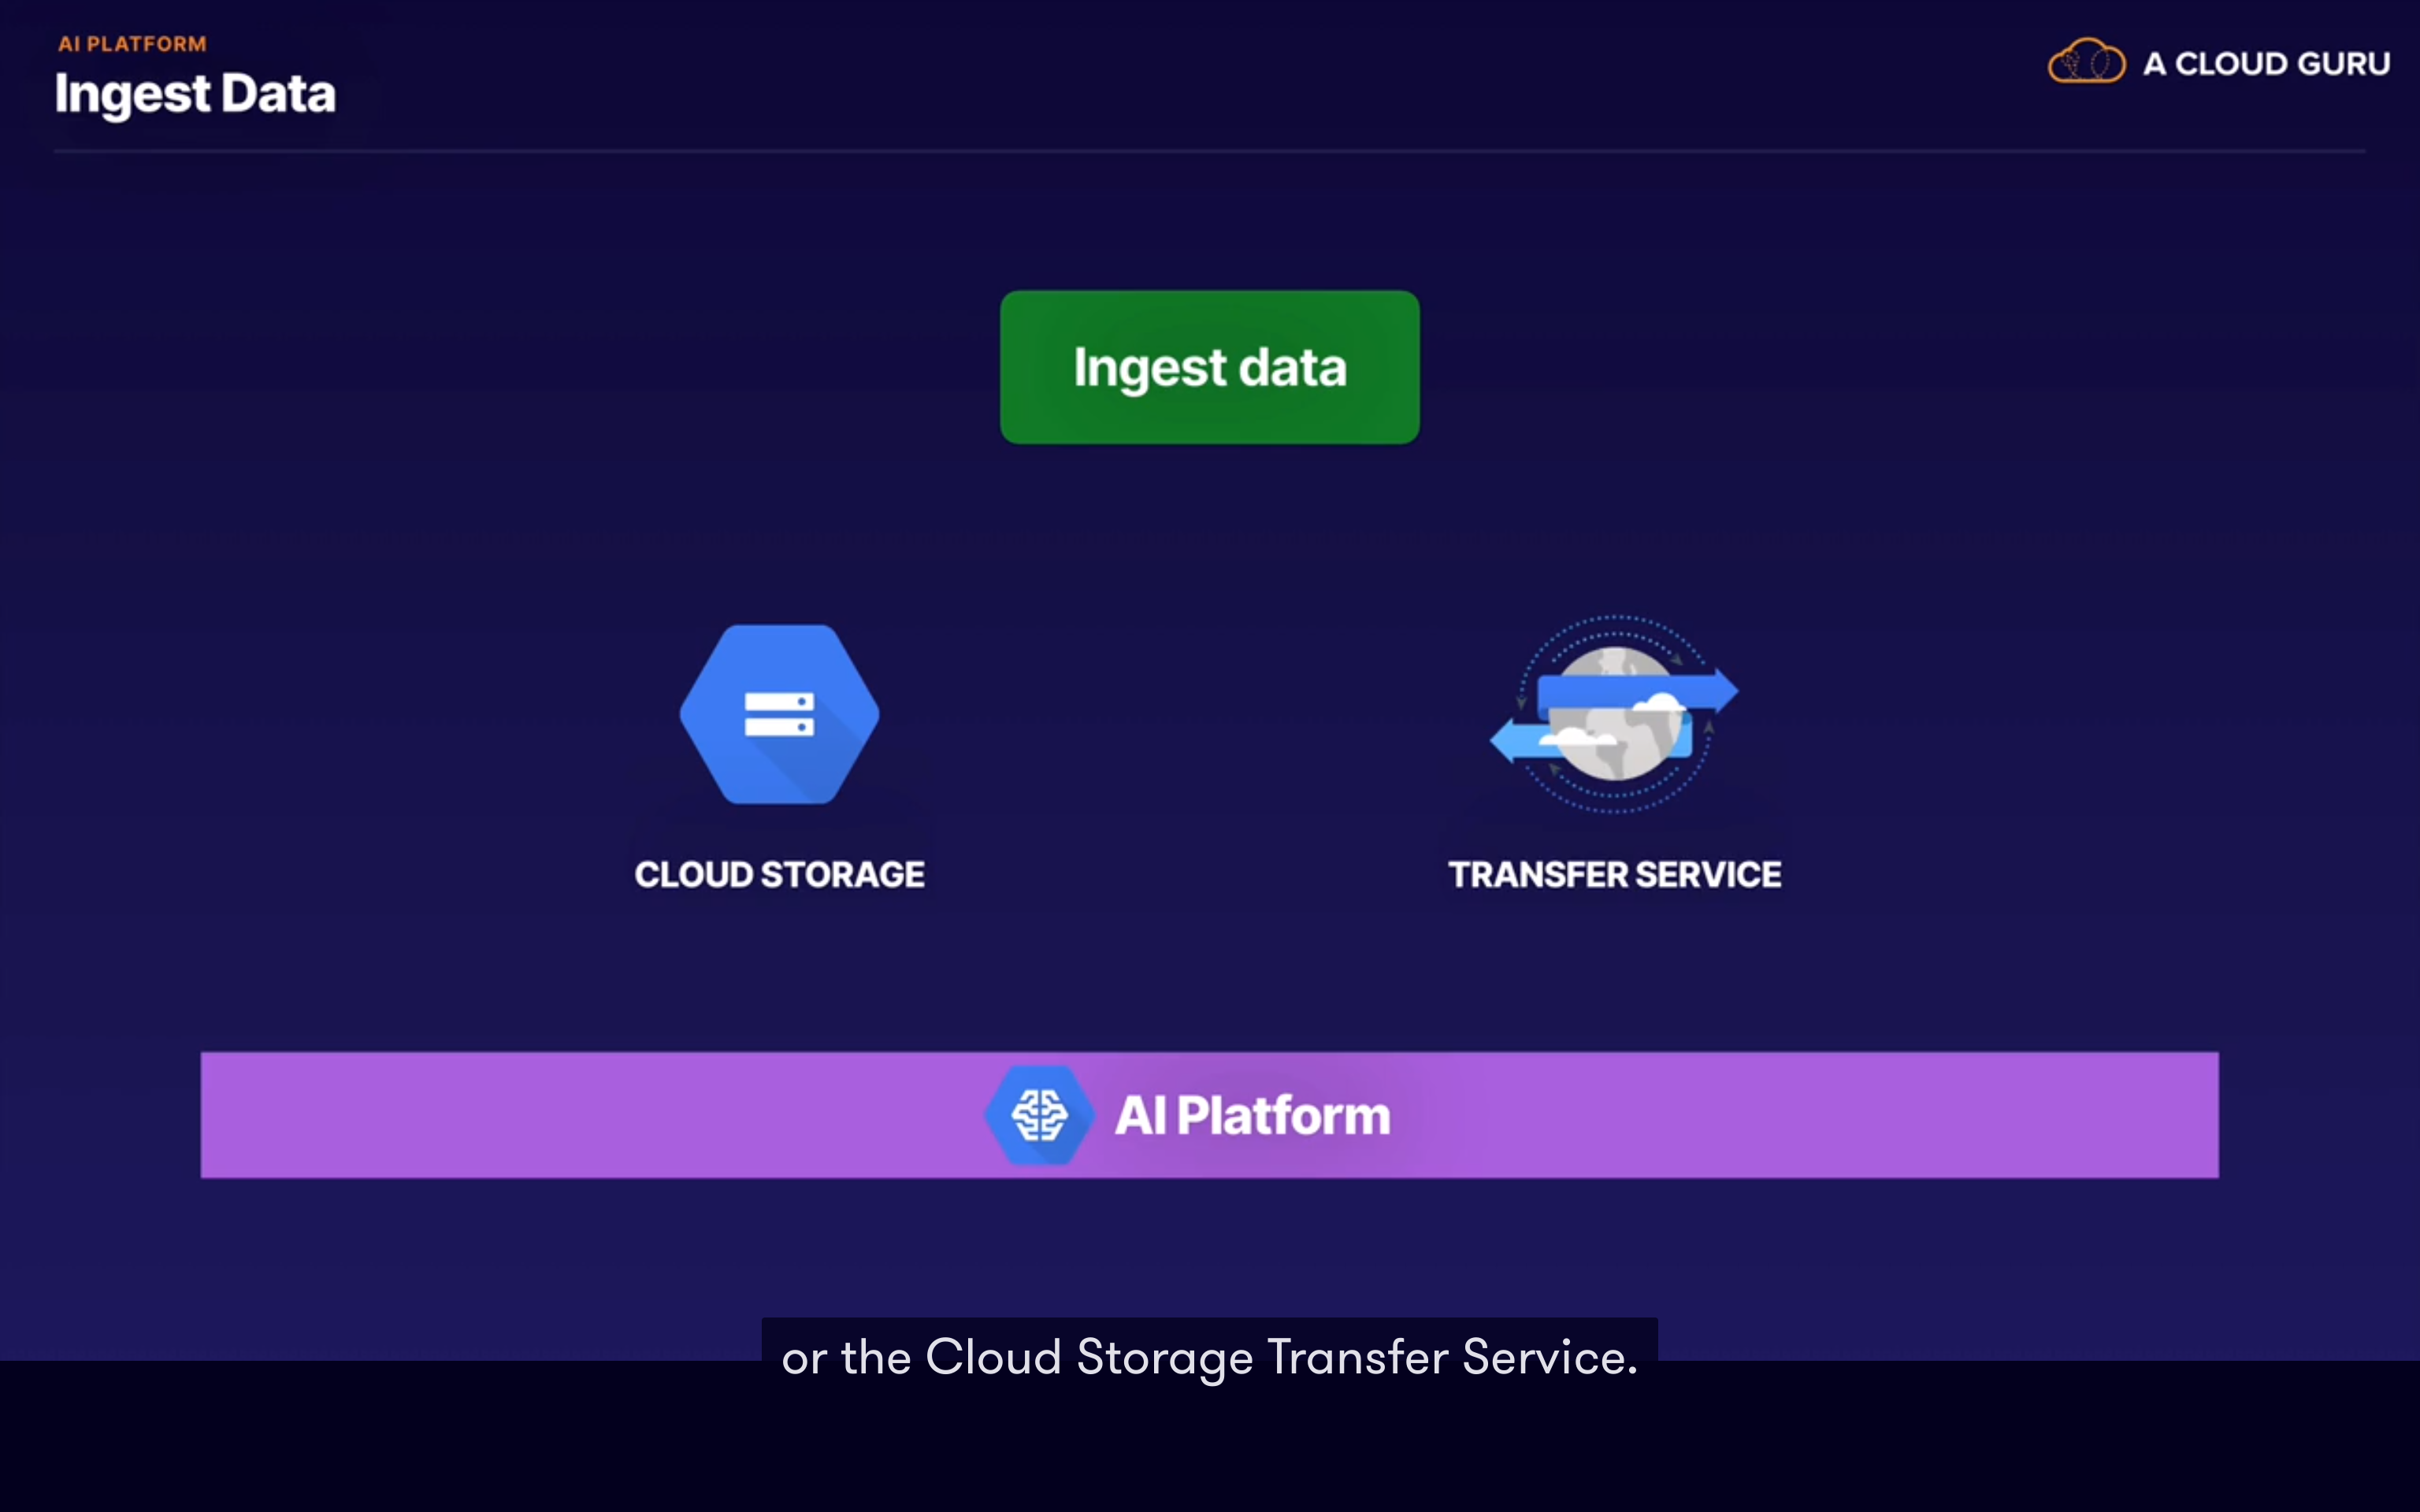 AI PLATFORM
Ingest Data
A CLOUD GURU
Ingest data
CLOUD STORAGE
TRANSFER SERVICE
AI Platform
or the Cloud Storage Transfer Service.